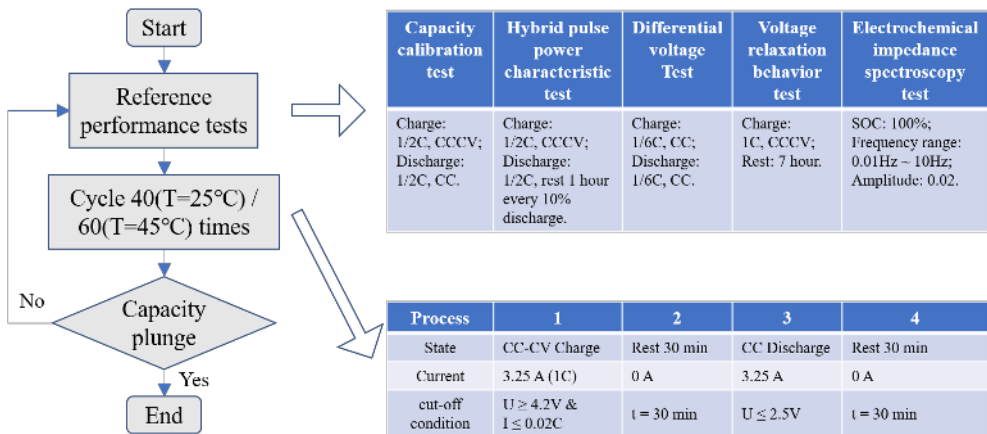 Start
Reference
performance tests
Cycle 40(T=25℃) /
60(T=45℃) times
No
Capacity
plunge
Yes
End
Capacity
calibration
test
Hybrid pulse
power
characteristic
test
Differential
voltage
Test
Voltage
relaxation
behavior
test
Electrochemical
impedance
spectroscopy
test
Charge:
1/2C, CCCV;
Discharge:
1/2C, CC.
Charge:
1/2C, CCCV;
Discharge:
1/2C, rest 1 hour
every 10%
discharge.
Charge:
1/6C, CC;
Discharge:
1/6C, CC.
Charge:
1C, CCCV;
Rest: 7 hour.
SOC: 100%;
Frequency range:
0.01Hz ~ 10Hz;
Amplitude: 0.02.
Process 1 2 3 4
State CC-CV Charge Rest 30 min CC Discharge Rest 30 min
Current 3.25 A (1C) 0 A 3.25 A 0 A
cut-off
condition
U ≥ 4.2V &
I ≤ 0.02C
t = 30 min
U ≤ 2.5V
t = 30 min